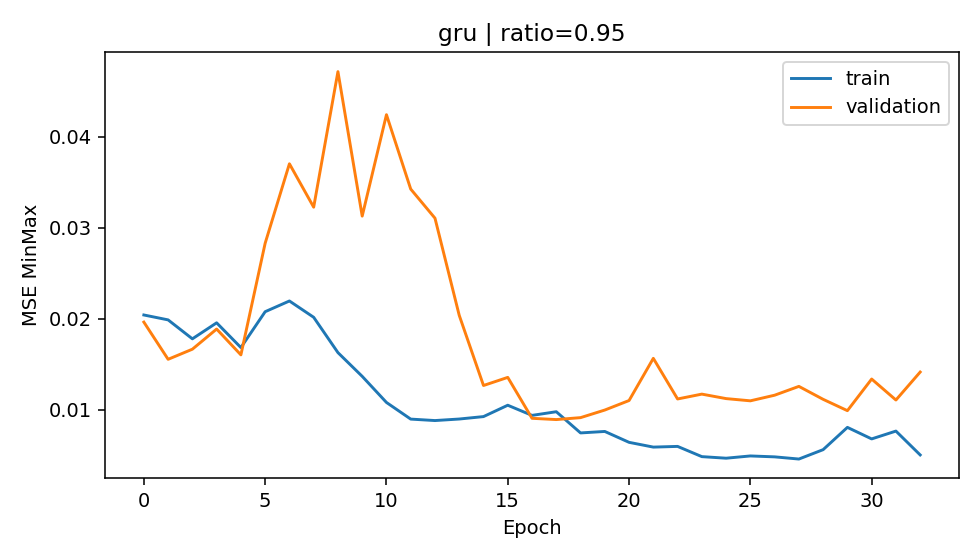 gru | ratio=0.95
train
validation
MSE MinMax
0.04
0.03
0.02
0.01
0 5 10 15 20 25 30
Epoch